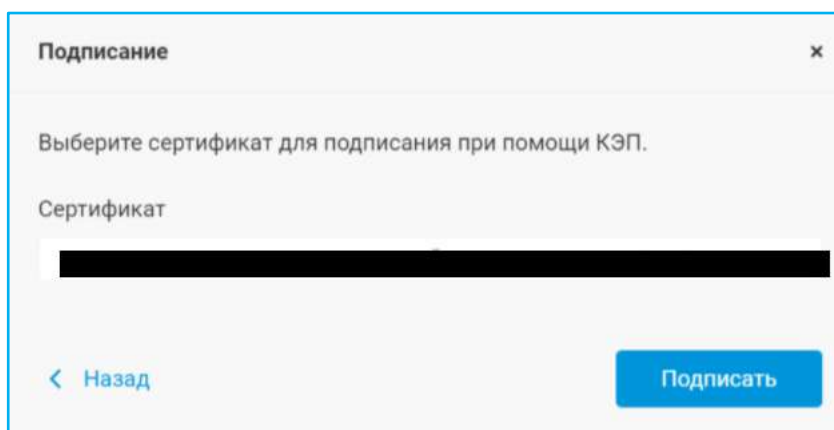 Подписание
Выберите сертификат для подписания при помощи КЭП.
Сертификат
Назад
Подписать